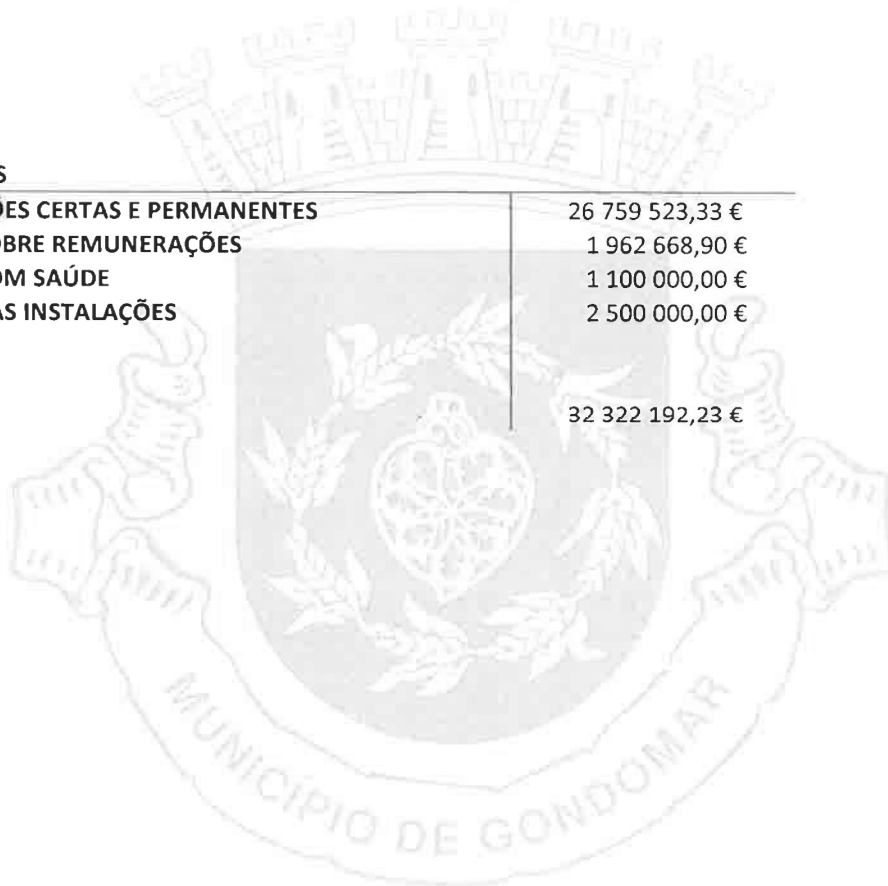 S
ÕES CERTAS E PERMANENTES 26 759 523,33 €
OBRE REMUNERAÇÕES 1 962 668,90 €
OM SAÚDE 1 100 000,00 €
AS INSTALAÇÕES 2 500 000,00 €
32 322 192,23 €
MUNICÍPIO DE GONDOMAR